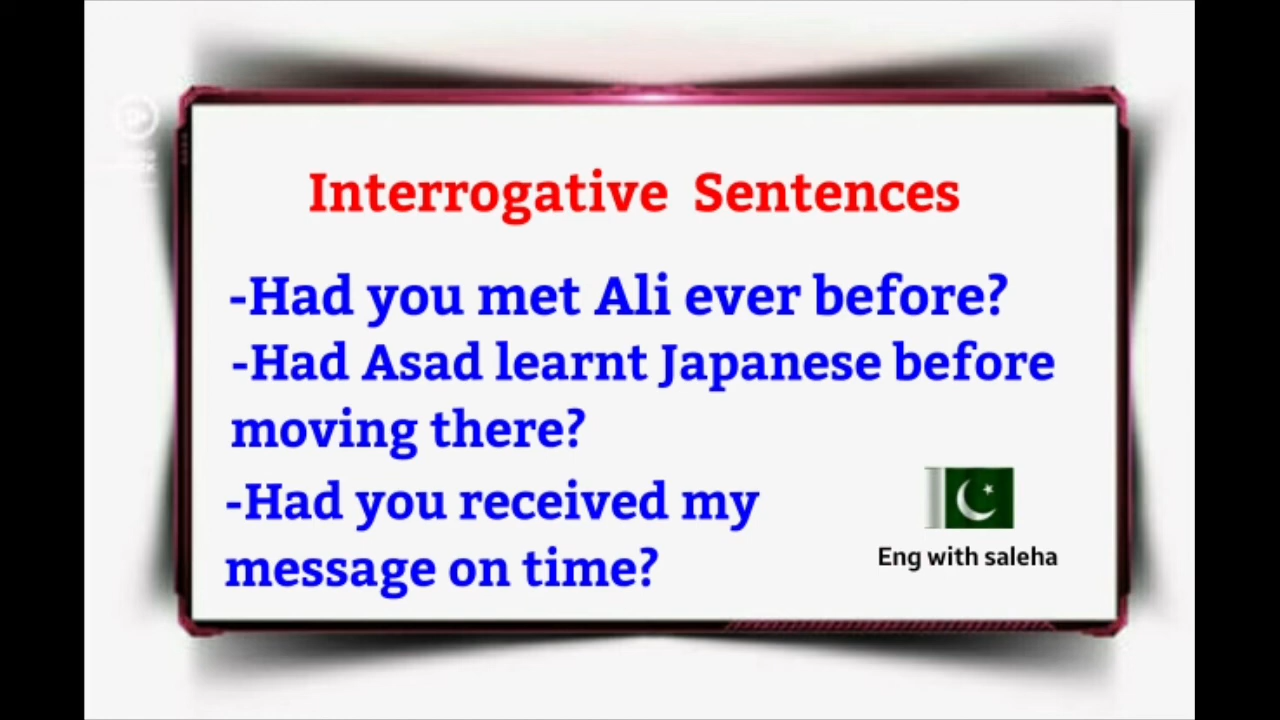 Interrogative Sentences
-Had you met Ali ever before?
-Had Asad learnt Japanese before
moving there?
-Had you received my
message on time?
Eng with saleha